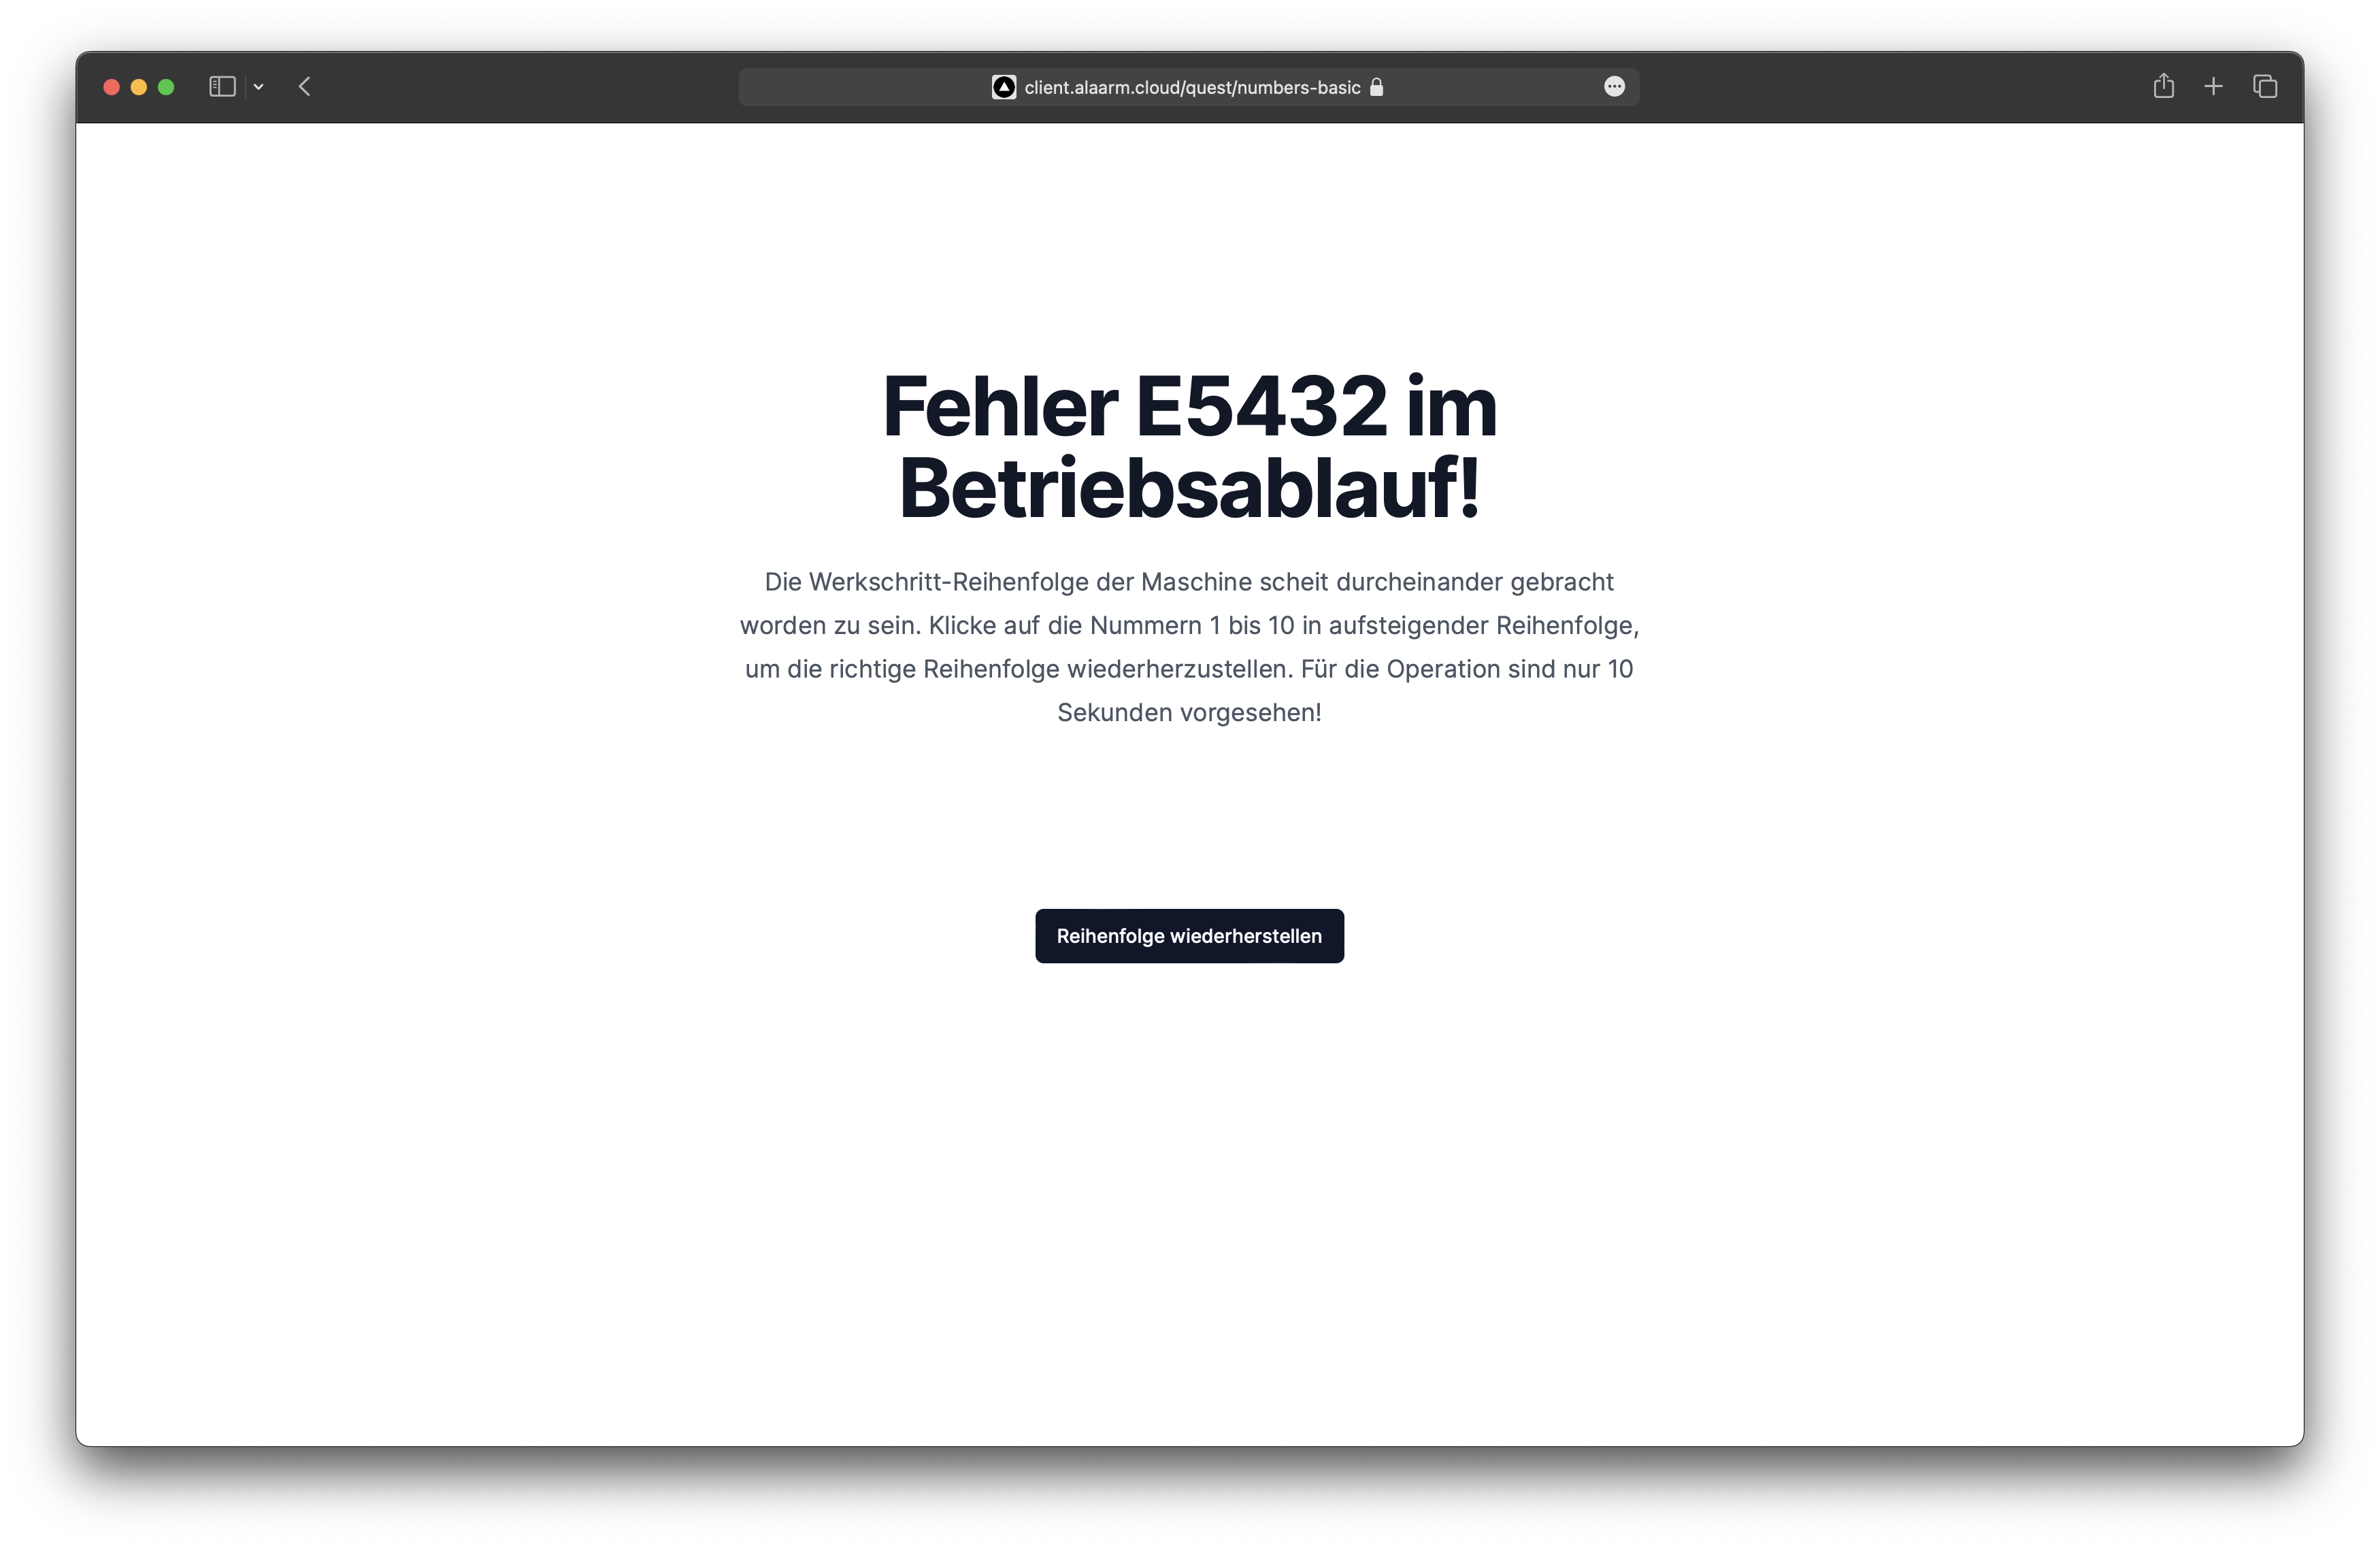 client.alaarm.cloud/quest/numbers-basic
Fehler E5432 im
Betriebsablauf!
Die Werkschritt-Reihenfolge der Maschine scheit durcheinander gebracht
worden zu sein. Klicke auf die Nummern 1 bis 10 in aufsteigender Reihenfolge,
um die richtige Reihenfolge wiederherzustellen. Für die Operation sind nur 10
Sekunden vorgesehen!
Reihenfolge wiederherstellen